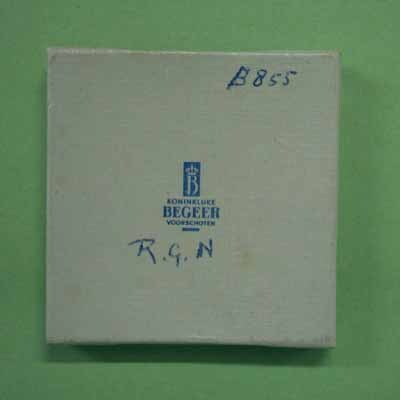 B855
B
KONINKLIJKE
BEGEER
VOORSCHOTEN
R.G.N